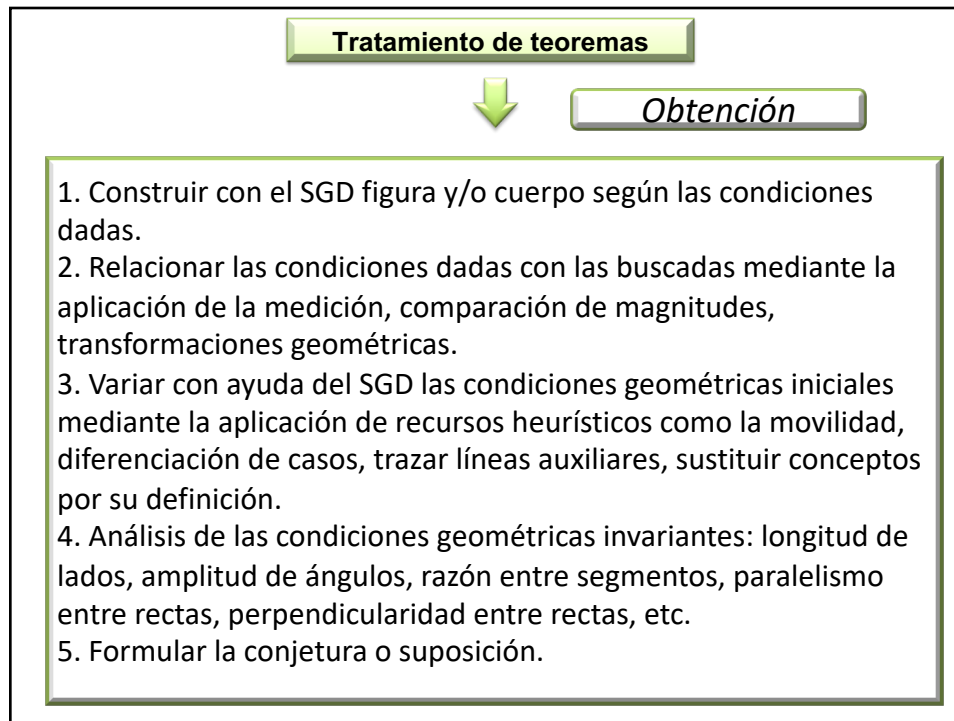 Tratamiento de teoremas
Obtención
1. Construir con el SGD figura y/o cuerpo según las condiciones
dadas.
2. Relacionar las condiciones dadas con las buscadas mediante la
aplicación de la medición, comparación de magnitudes,
transformaciones geométricas.
3. Variar con ayuda del SGD las condiciones geométricas iniciales
mediante la aplicación de recursos heurísticos como la movilidad,
diferenciación de casos, trazar líneas auxiliares, sustituir conceptos
por su definición.
4. Análisis de las condiciones geométricas invariantes: longitud de
lados, amplitud de ángulos, razón entre segmentos, paralelismo
entre rectas, perpendicularidad entre rectas, etc.
5. Formular la conjetura o suposición.